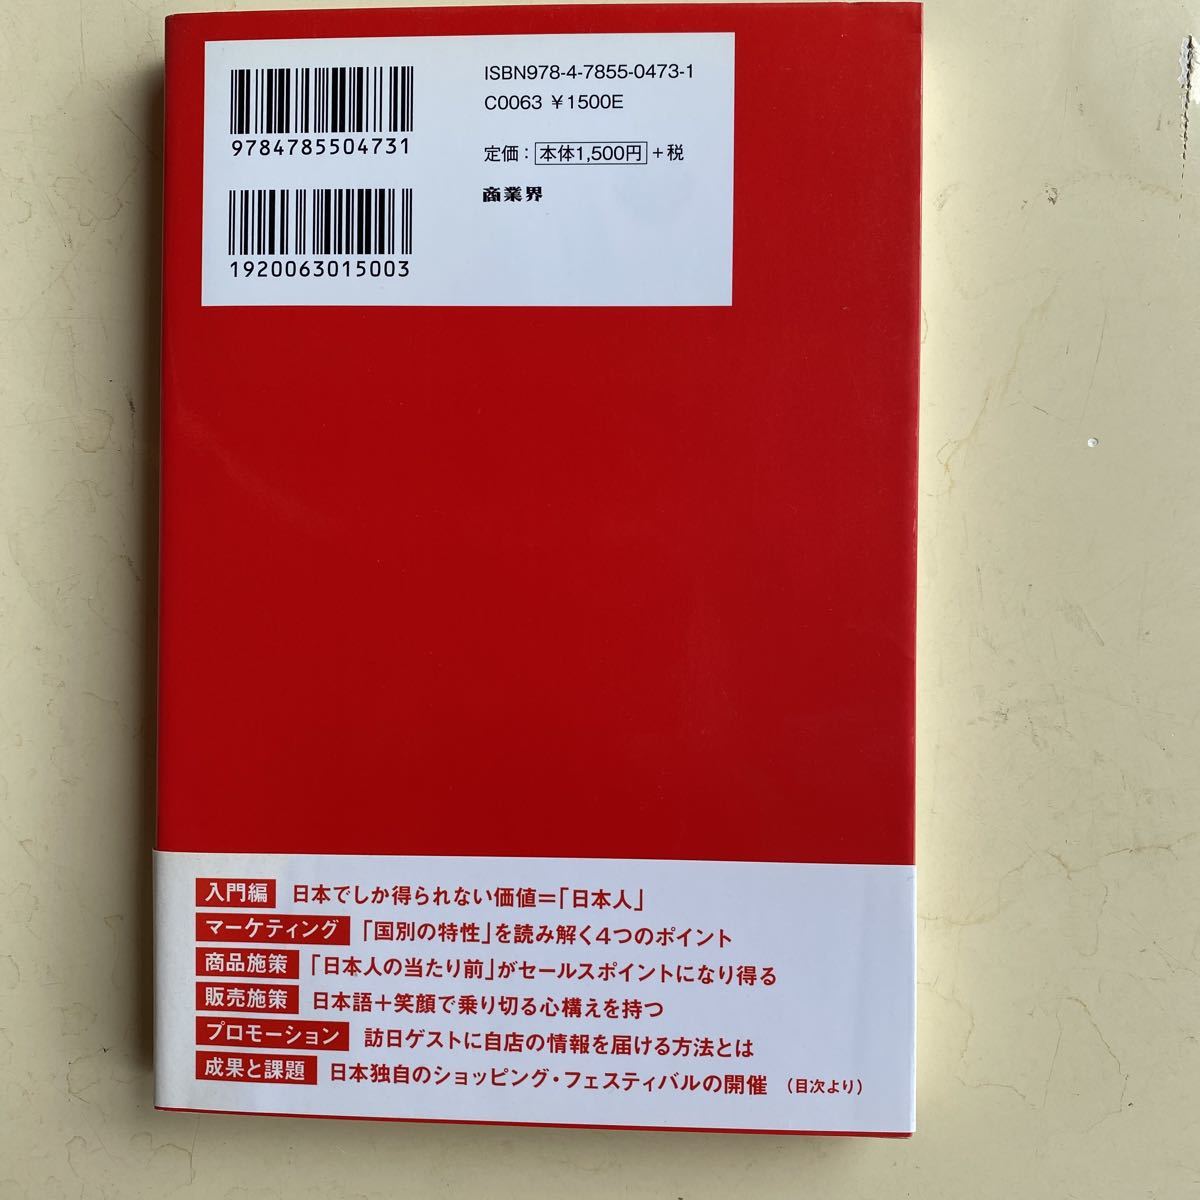 ISBN978-4-7855-0473-1
C0063 ¥1500E
9784785504731
定価：本体1,500円＋税
商業界
1920063015003
入門編 日本でしか得られない価値＝「日本人」
マーケティング 「国別の特性」を読み解く4つのポイント
商品施策 「日本人の当たり前」がセールスポイントになり得る
販売施策 日本語＋笑顔で乗り切る心構えを持つ
プロモーション 訪日ゲストに自店の情報を届ける方法とは
成果と課題 日本独自のショッピング・フェスティバルの開催 （目次より）